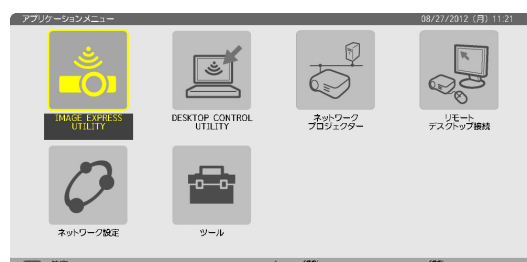 アプリケーションメニュー 08/27/2012 (月) 11:21
IMAGE EXPRESS
UTILITY
DESKTOP CONTROL
UTILITY
ネットワーク
プロジェクター
リモート
デスクトップ接続
ネットワーク設定
ツール